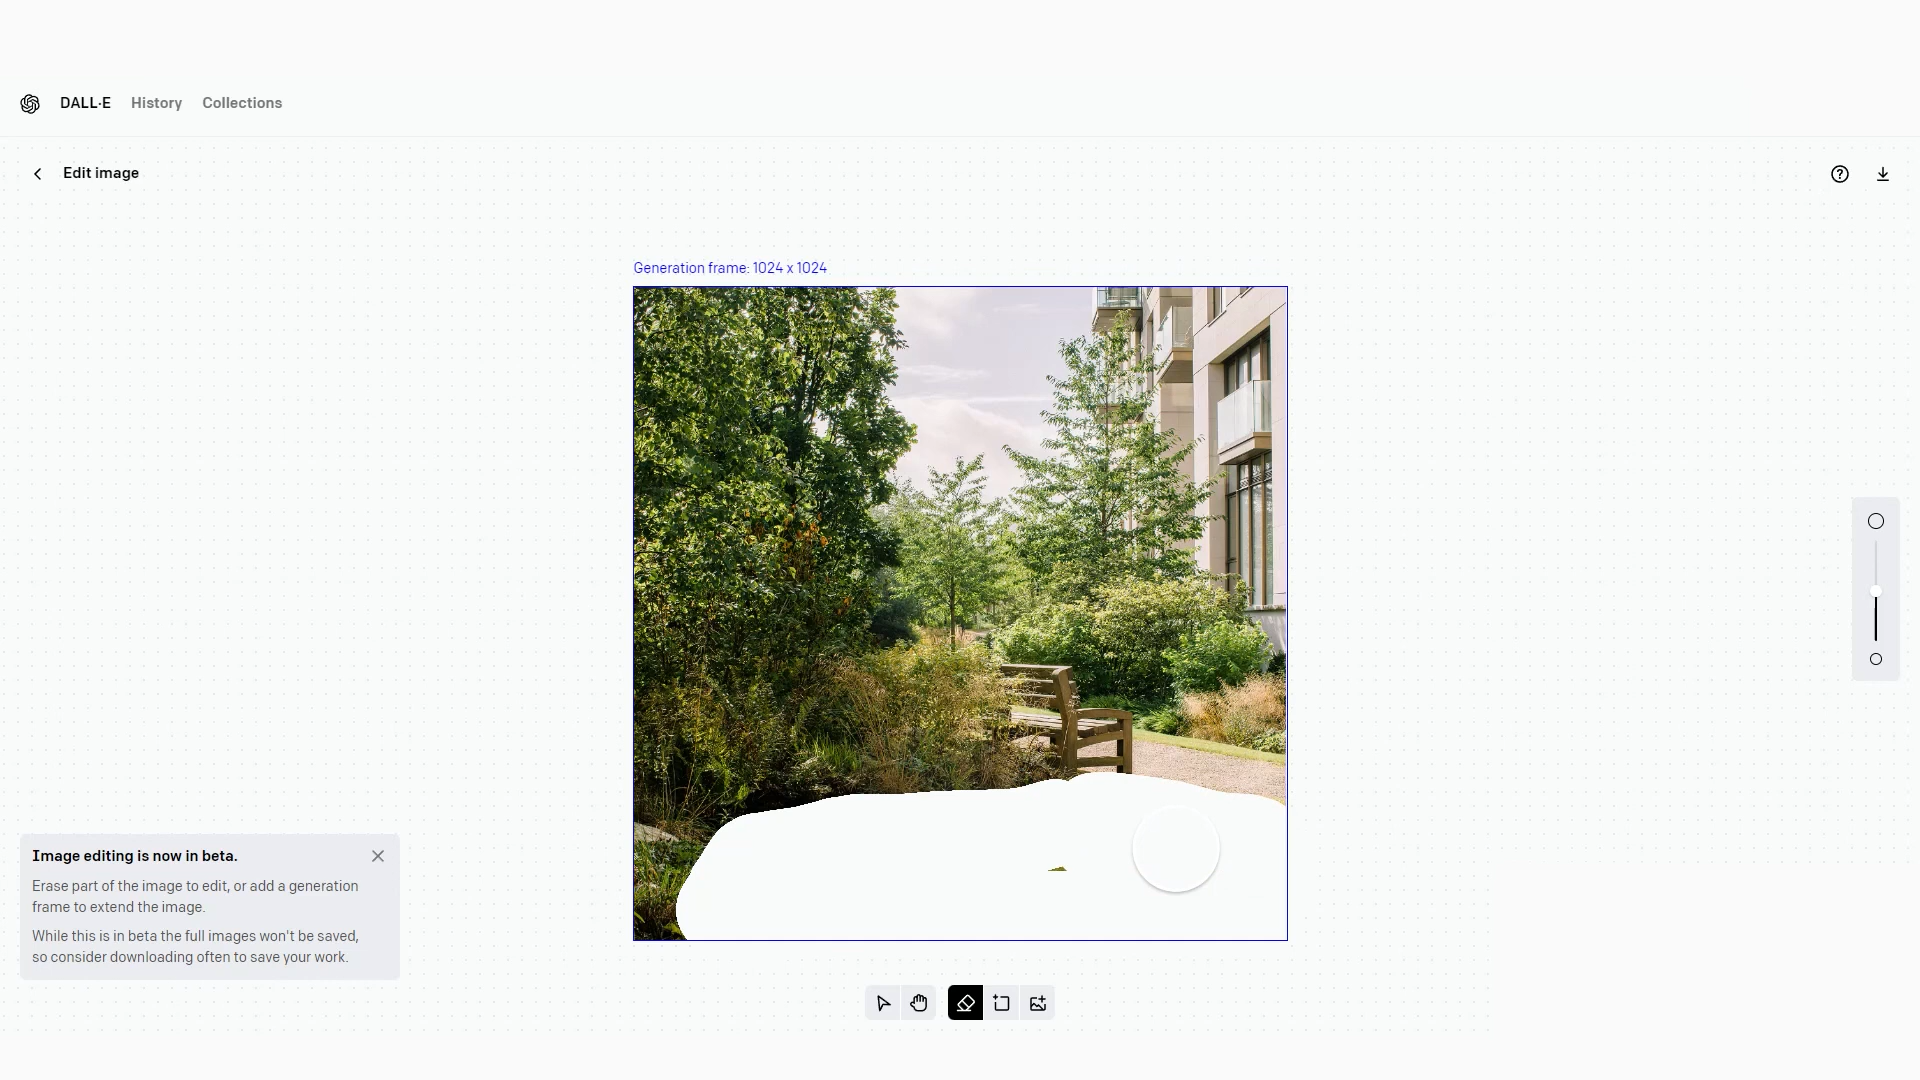 DALL·E History Collections
Edit image
Generation frame: 1024 x 1024
Image editing is now in beta.
Erase part of the image to edit, or add a generation
frame to extend the image.
While this is in beta the full images won't be saved,
so consider downloading often to save your work.